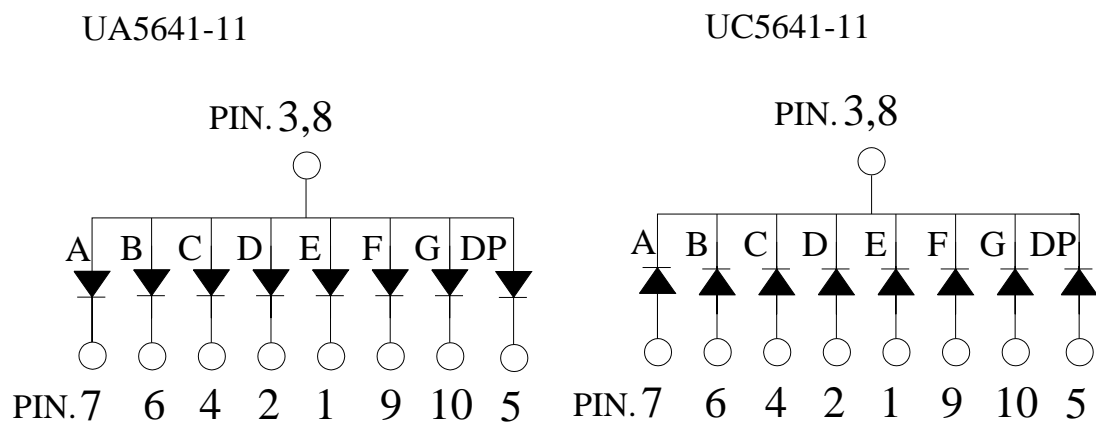 UA5641-11
UC5641-11
PIN. 3,8
PIN. 3,8
A B C D E F G DP
A B C D E F G DP
PIN. 7 6 4 2 1 9 10 5
PIN. 7 6 4 2 1 9 10 5